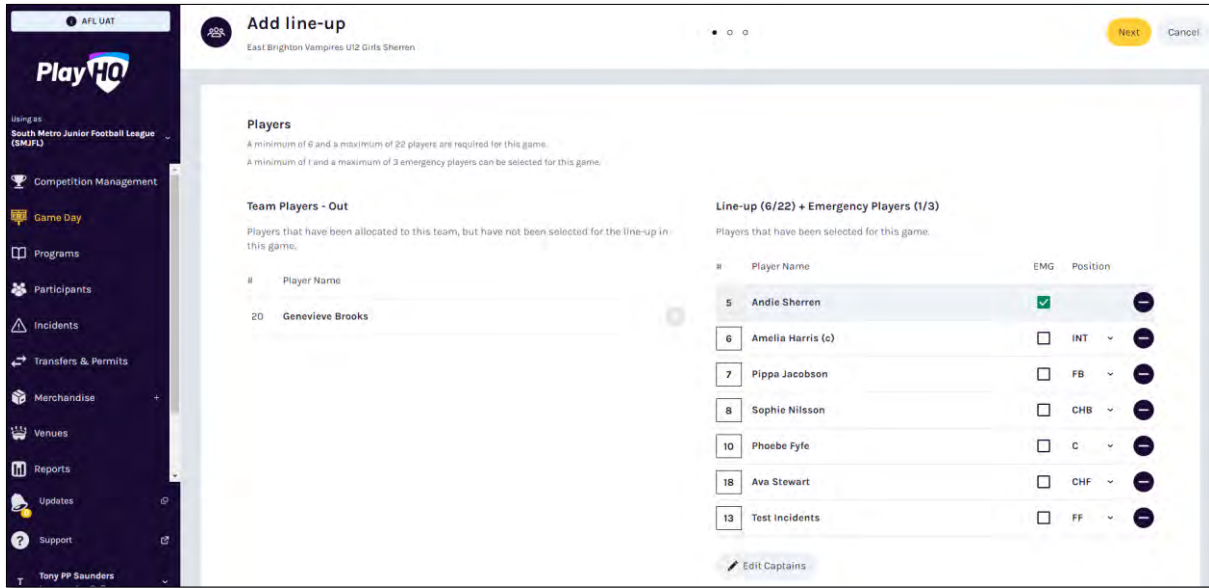 AFL UAT
PlayHQ
Using as
South Metro Junior Football League
(SMJFL)
Competition Management
Game Day
Programs
Participants
Incidents
Transfers & Permits
Merchandise +
Venues
Reports
Updates
Support
T Tony PP Saunders
Add line-up
East Brighton Vampires U12 Girls Sherren
Next Cancel
Players
A minimum of 6 and a maximum of 22 players are required for this game.
A minimum of 1 and a maximum of 3 emergency players can be selected for this game.
Team Players - Out
Players that have been allocated to this team, but have not been selected for the line-up in
this game.
# Player Name
20 Genevieve Brooks
Line-up (6/22) + Emergency Players (1/3)
Players that have been selected for this game.
# Player Name EMG Position
5 Andie Sherren
6 Amelia Harris (c) INT
7 Pippa Jacobson FB
8 Sophie Nilsson CHB
10 Phoebe Fyfe C
18 Ava Stewart CHF
13 Test Incidents FF
Edit Captains